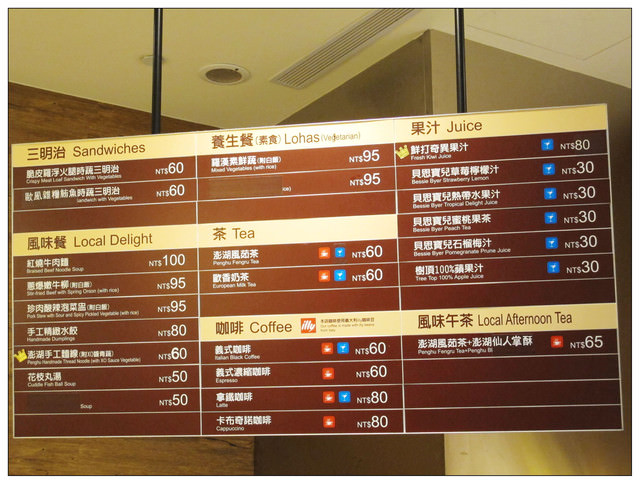 三明治 Sandwiches
脆皮羅浮火腿時蔬三明治 NT$60
Crispy Meat Loaf Sandwich With Vegetables
歐風雜糧鮪魚時蔬三明治 NT$60
Sandwich with Vegetables
風味餐 Local Delight
紅燒牛肉麵 NT$100
Braised Beef Noodle Soup
蔥爆嫩牛柳(附白飯) NT$95
Stir-fried Beef with Spring Onion (with rice)
珍肉酸辣泡菜盅(附白飯) NT$95
Pork Stew with Sour and Spicy Pickled Vegetable (with rice)
手工精緻水餃 NT$80
Handmade Dumplings
澎湖手工麵線(附XO醬青蔬) NT$60
Penghu Handmade Thread Noodle (with XO Sauce Vegetable)
花枝丸湯 NT$50
Cuddle Fish Ball Soup
NT$50
Soup
養生餐(素食) Lohas (Vegetarian)
羅漢素鮮蔬(附白飯) NT$95
Mixed Vegetables (with rice)
NT$95
ice)
茶 Tea
澎湖風茹茶 NT$60
Penghu Fengru Tea
歐香奶茶 NT$60
European Milk Tea
咖啡 Coffee illy
義式咖啡 NT$60
Italian Black Coffee
義式濃縮咖啡 NT$60
Espresso
拿鐵咖啡 NT$80
Latte
卡布奇諾咖啡 NT$80
Cappuccino
果汁 Juice
鮮打奇異果汁 NT$80
Fresh Kiwi Juice
貝思寶兒草莓檸檬汁 NT$30
Bessie Byer Strawberry Lemon
貝思寶兒熱帶水果汁 NT$30
Bessie Byer Tropical Delight Juice
貝思寶兒蜜桃果茶 NT$30
Bessie Byer Peach Tea
貝思寶兒石榴梅汁 NT$30
Bessie Byer Pomegranate Prune Juice
樹頂100%蘋果汁 NT$30
Tree Top 100% Apple Juice
風味午茶 Local Afternoon Tea
澎湖風茹茶+澎湖仙人掌酥 NT$65
Penghu Fengru Tea+Penghu Bi